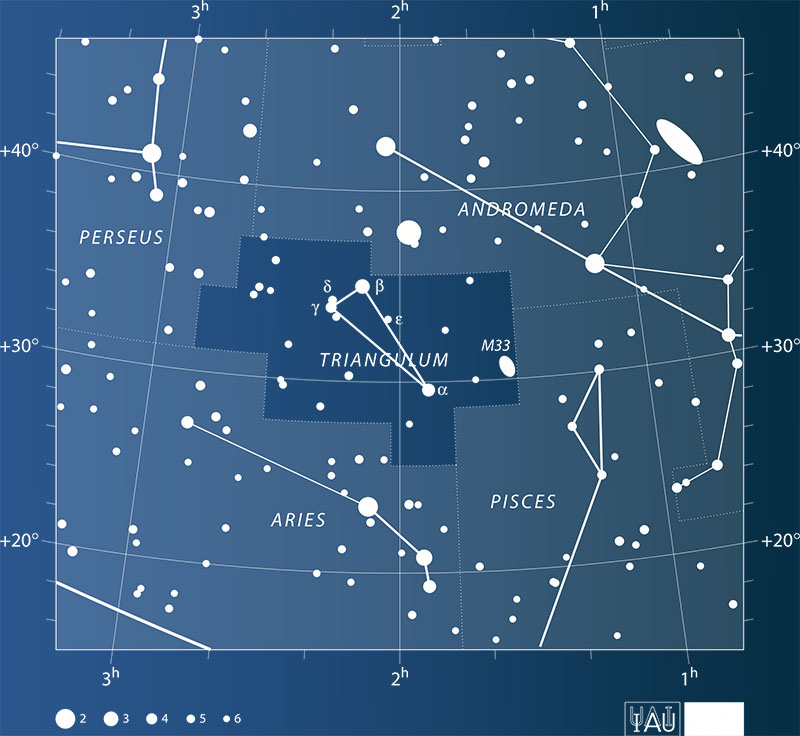 3h 2h 1h
+40° +40°
ANDROMEDA
PERSEUS
δ β
γ ε
+30° M33 +30°
TRIANGULUM
α
PISCES
ARIES
+20° +20°
3h 2h 1h
2 3 4 5 6
IAU